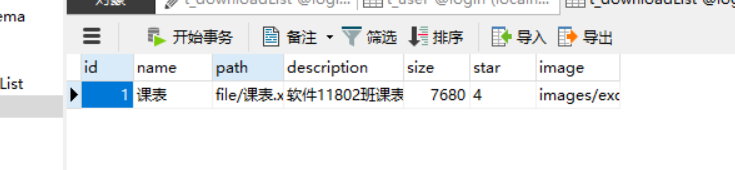 对象
t_downloadList @logi...
t_user @login (localh...
t_downloadList @log
ema
开始事务 备注 筛选 排序 导入 导出
List
id name path description size star image
1 课表 file/课表.x 软件11802班课表 7680 4 images/exc